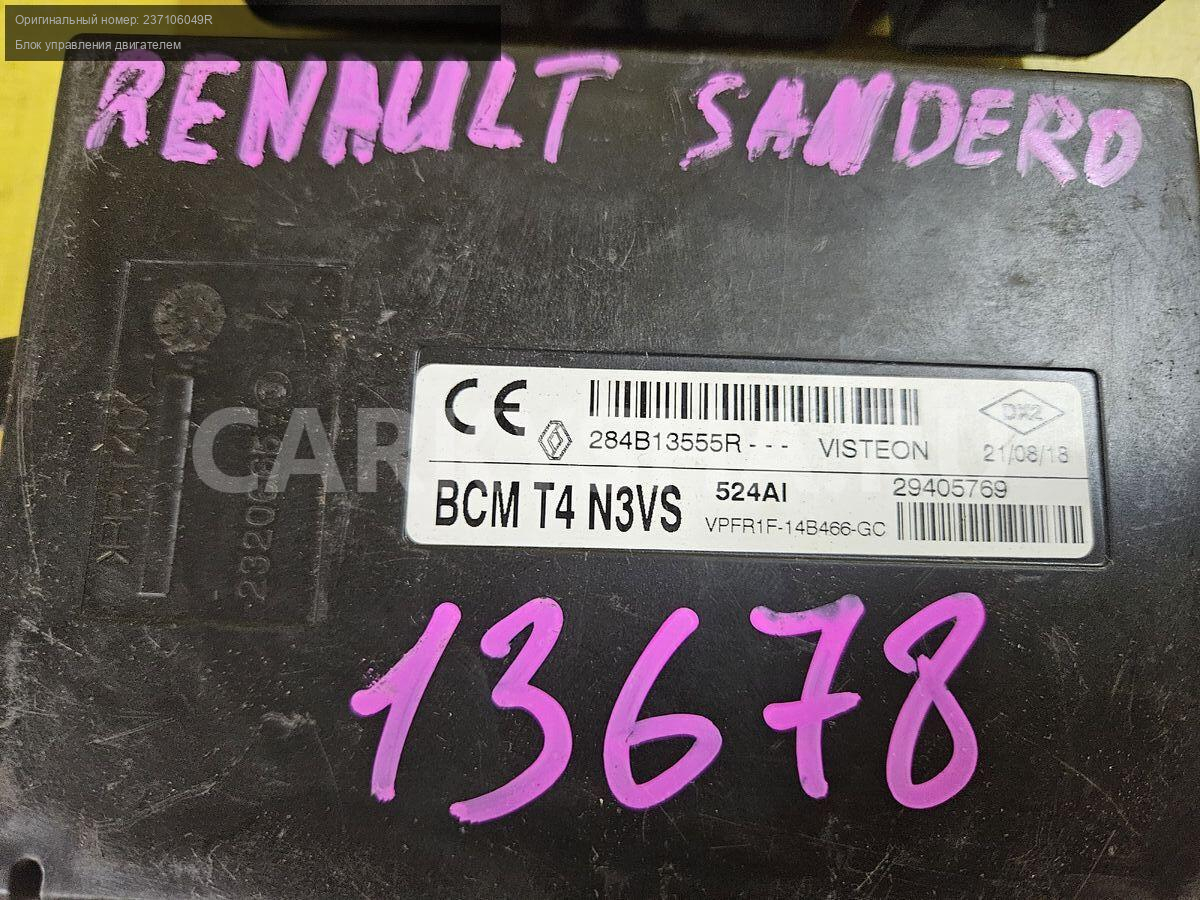 Оригинальный номер: 237106049R
Блок управления двигателем
RENAULT SANDERO
CE
284B13555R - - - VISTEON
DK2
21/08/18
BCM T4 N3VS 524AI 29405769
VPFR1F-14B466-GC
13678